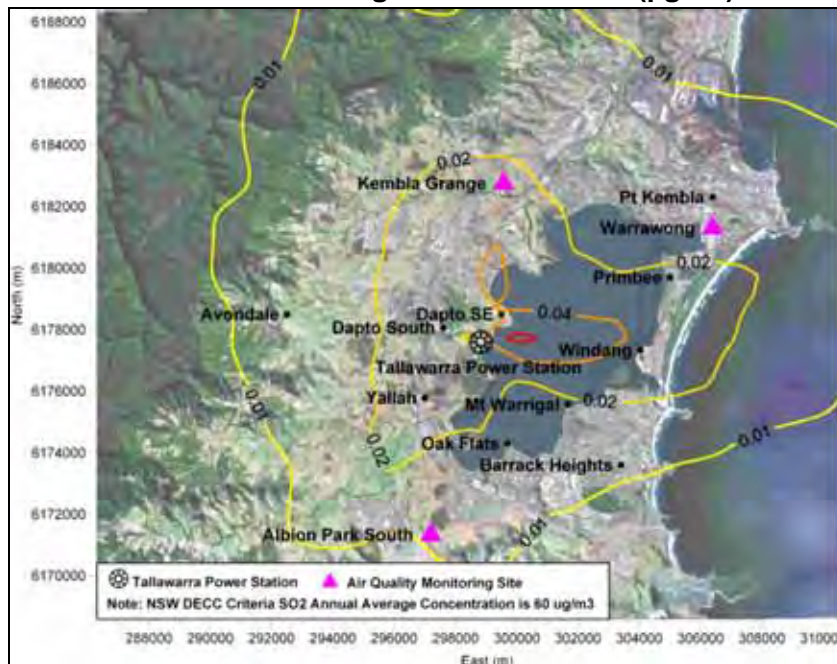 6188000
6186000
6184000
6182000
6180000
6178000
6176000
6174000
6172000
6170000
North (m)
0.01
0.01
0.02
Kembla Grange
Pt Kembla
Warrawong
0.02
Primbee
Avondale
Dapto SE
0.04
Dapto South
Windang
Tallawarra Power Station
Yallah
Mt Warrigal
0.02
0.01
0.02
Oak Flats
0.01
Barrack Heights
Albion Park South
0.01
Tallawarra Power Station
Air Quality Monitoring Site
Note: NSW DECC Criteria SO2 Annual Average Concentration is 60 ug/m3
288000 290000 292000 294000 296000 298000 300000 302000 304000 306000 308000
East (m)